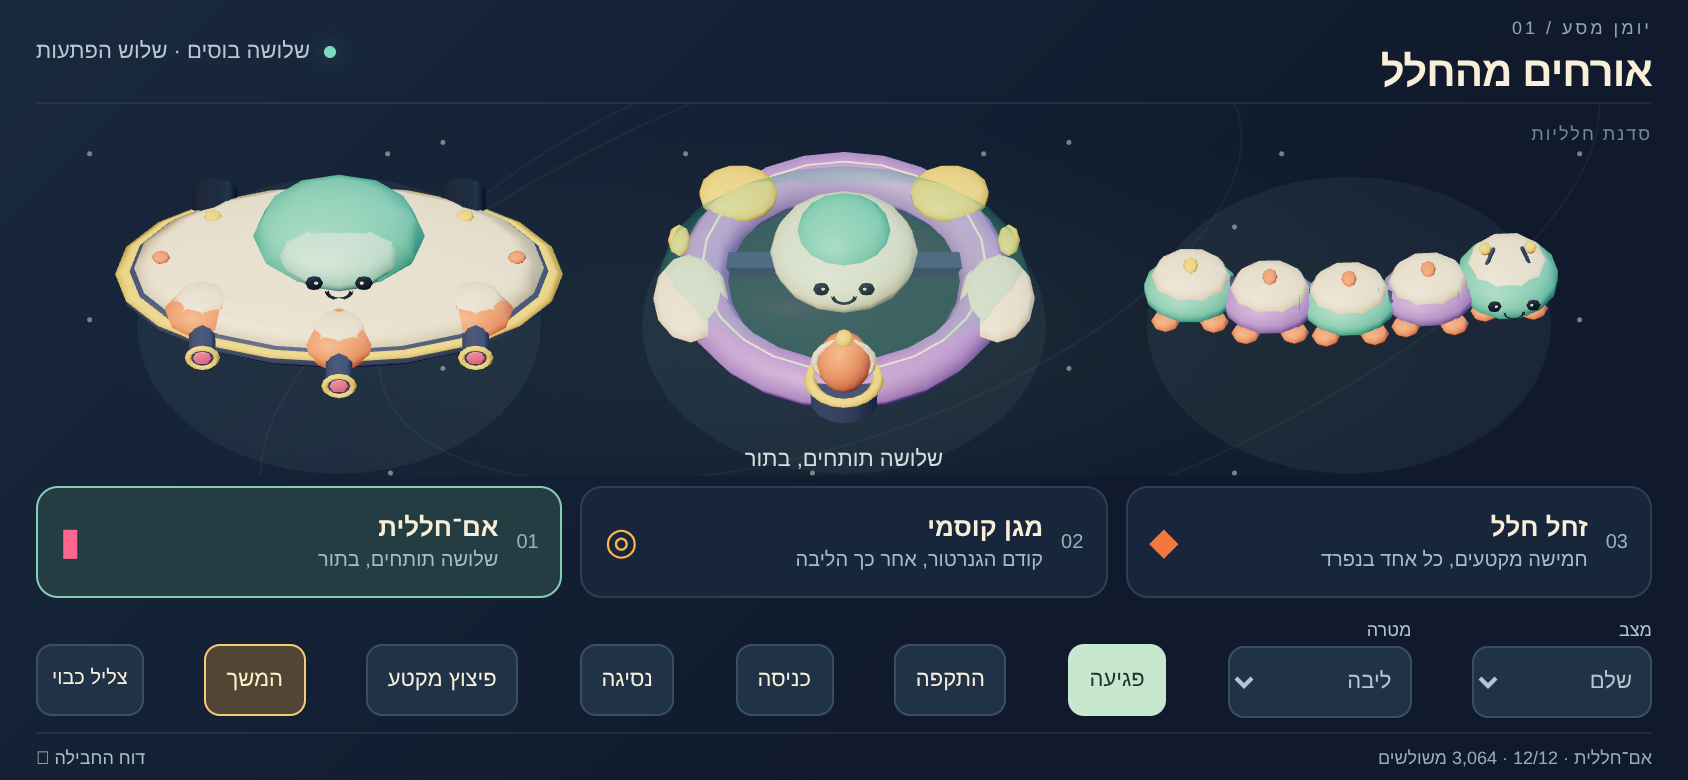 יומן מסע / 01
אורחים מהחלל
שלושה בוסים · שלוש הפתעות
סדנת חלליות
שלושה תותחים, בתור
03
זחל חלל
חמישה מקטעים, כל אחד בנפרד
02
מגן קוסמי
קודם הגנרטור, אחר כך הליבה
01
אם־חללית
שלושה תותחים, בתור
מצב
שלם
מטרה
ליבה
פגיעה
התקפה
כניסה
נסיגה
פיצוץ מקטע
המשך
צליל כבוי
אם־חללית · 12/12 · 3,064 משולשים
דוח החבילה